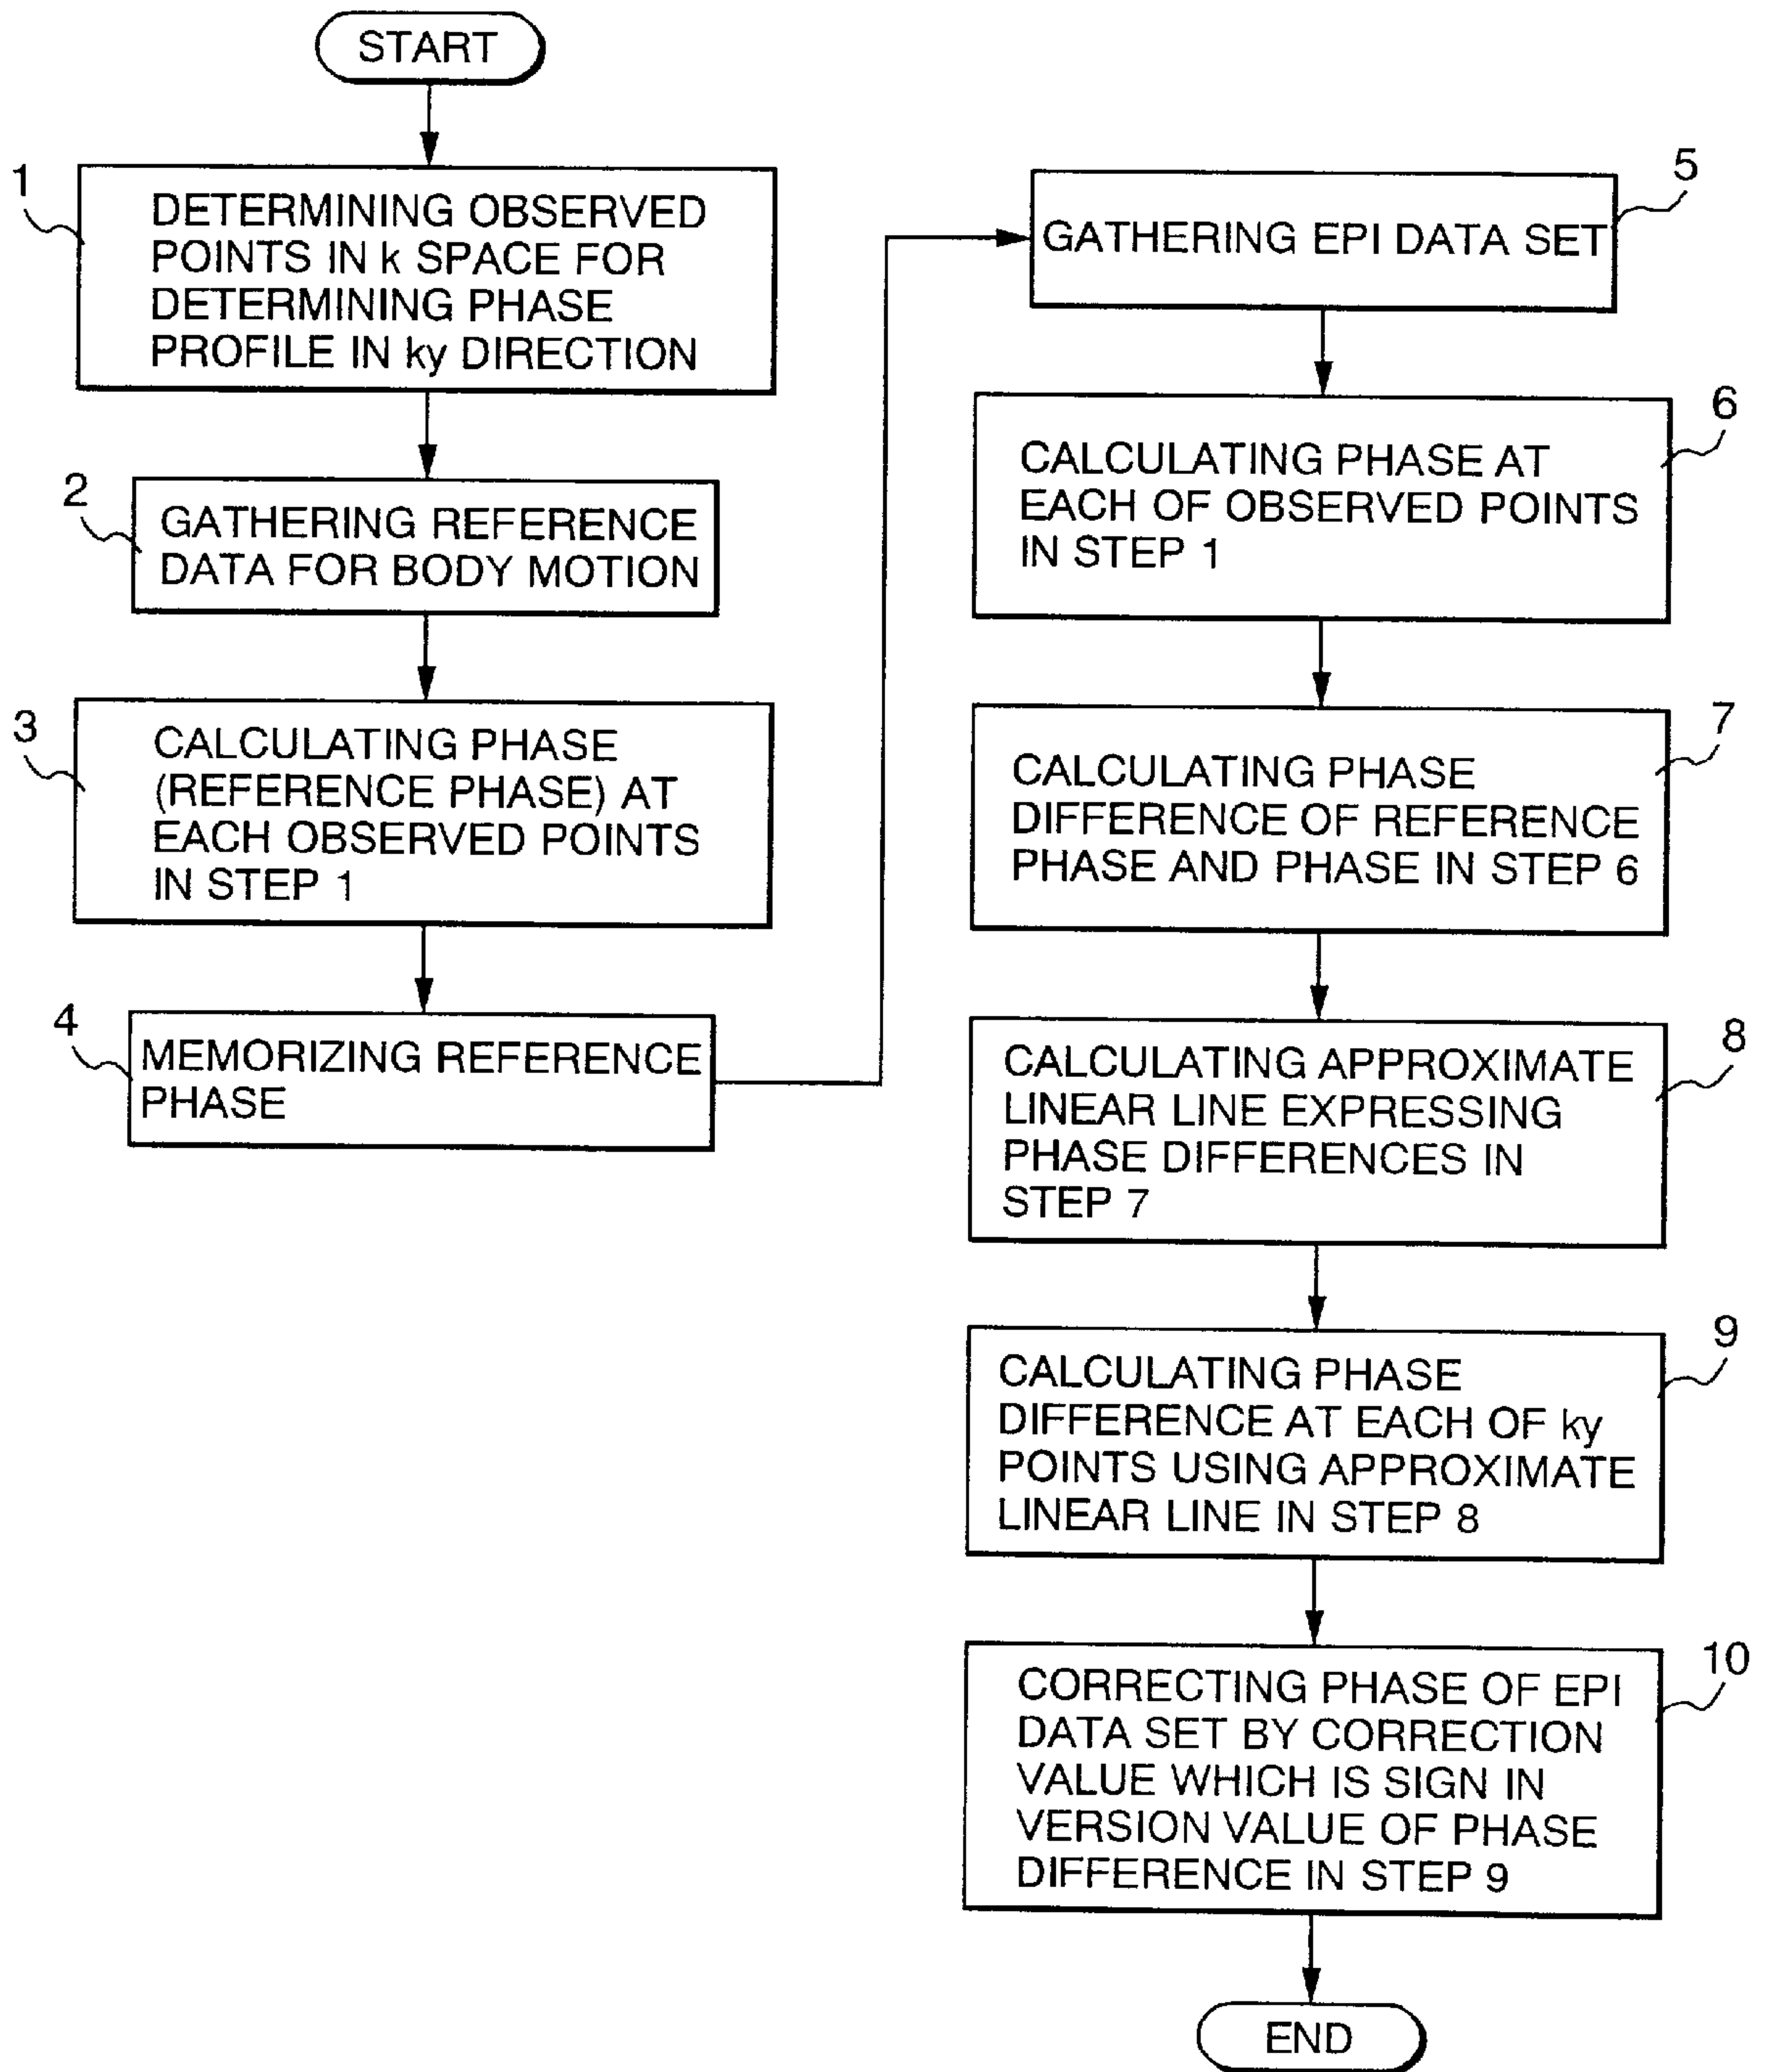 START
1
DETERMINING OBSERVED
POINTS IN k SPACE FOR
DETERMINING PHASE
PROFILE IN ky DIRECTION
2
GATHERING REFERENCE
DATA FOR BODY MOTION
3
CALCULATING PHASE
(REFERENCE PHASE) AT
EACH OBSERVED POINTS
IN STEP 1
4
MEMORIZING REFERENCE
PHASE
5
GATHERING EPI DATA SET
6
CALCULATING PHASE AT
EACH OF OBSERVED POINTS
IN STEP 1
7
CALCULATING PHASE
DIFFERENCE OF REFERENCE
PHASE AND PHASE IN STEP 6
8
CALCULATING APPROXIMATE
LINEAR LINE EXPRESSING
PHASE DIFFERENCES IN
STEP 7
9
CALCULATING PHASE
DIFFERENCE AT EACH OF ky
POINTS USING APPROXIMATE
LINEAR LINE IN STEP 8
10
CORRECTING PHASE OF EPI
DATA SET BY CORRECTION
VALUE WHICH IS SIGN IN
VERSION VALUE OF PHASE
DIFFERENCE IN STEP 9
END